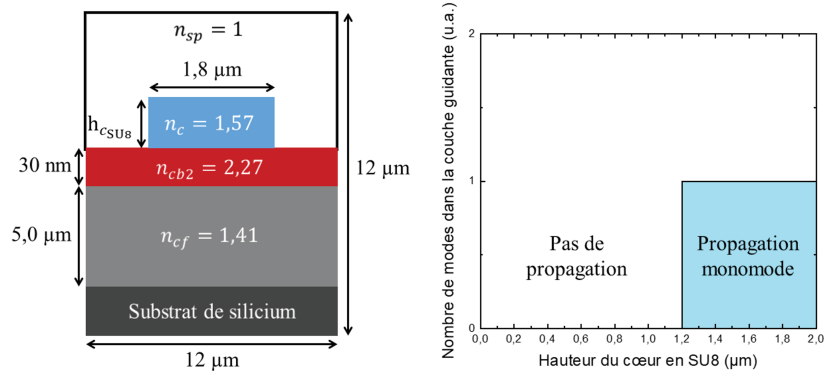 n_sp = 1
1,8 µm
h_cSU8
n_c = 1,57
30 nm
n_cb2 = 2,27
12 µm
5,0 µm
n_cf = 1,41
Substrat de silicium
12 µm
Nombre de modes dans la couche guidante (u.a.)
2
1
0
Pas de
propagation
Propagation
monomode
0,0 0,2 0,4 0,6 0,8 1,0 1,2 1,4 1,6 1,8 2,0
Hauteur du cœur en SU8 (µm)